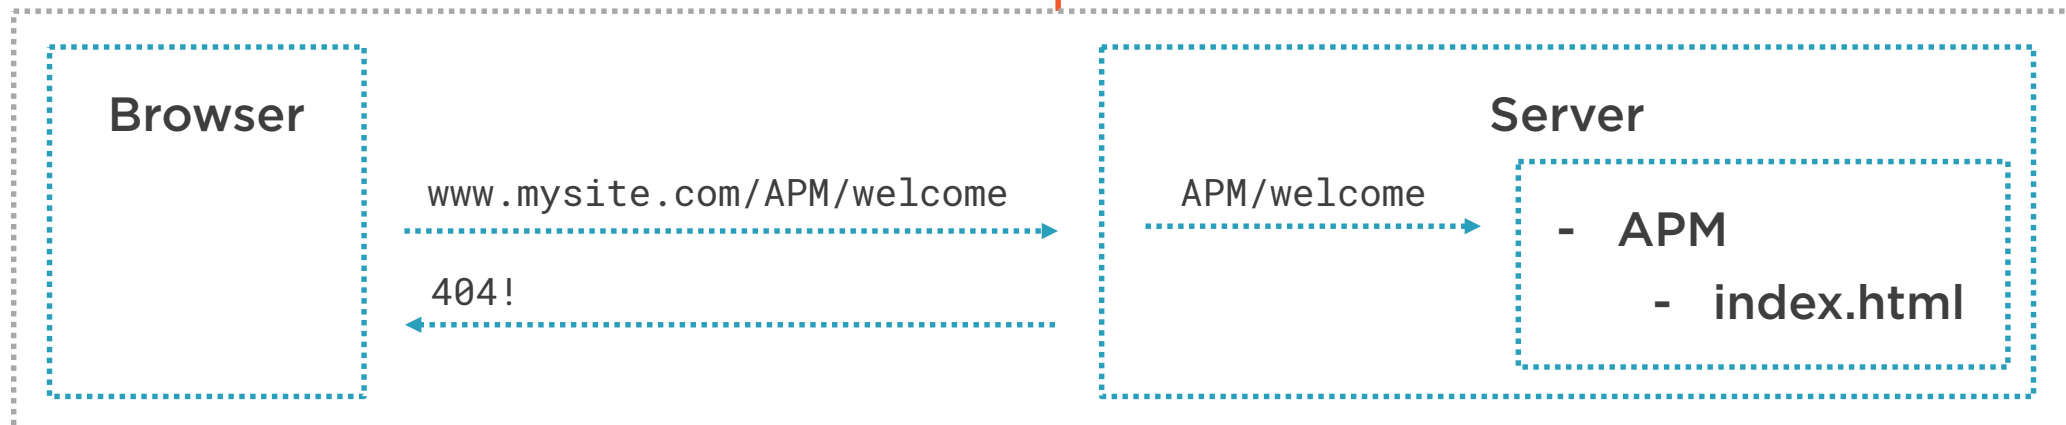 Browser
Server
www.mysite.com/APM/welcome
APM/welcome
- APM
404!
- index.html